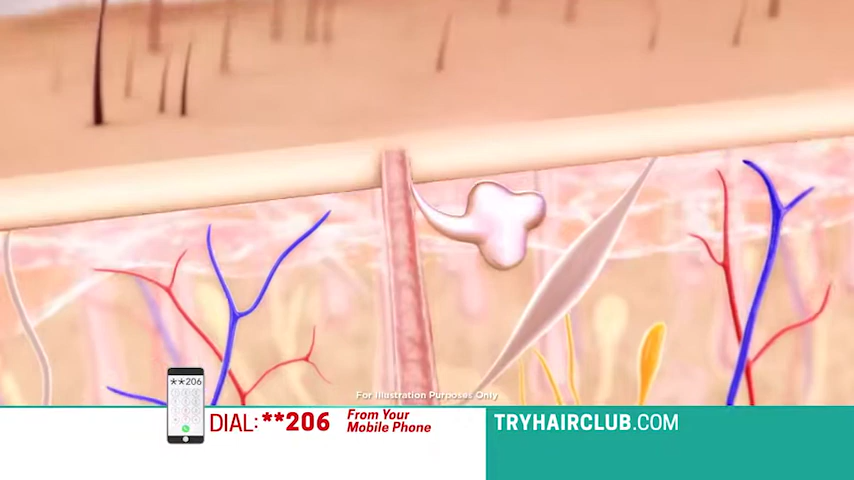 For Illustration Purposes Only
**206
DIAL: **206
From Your
Mobile Phone
TRYHAIRCLUB.COM